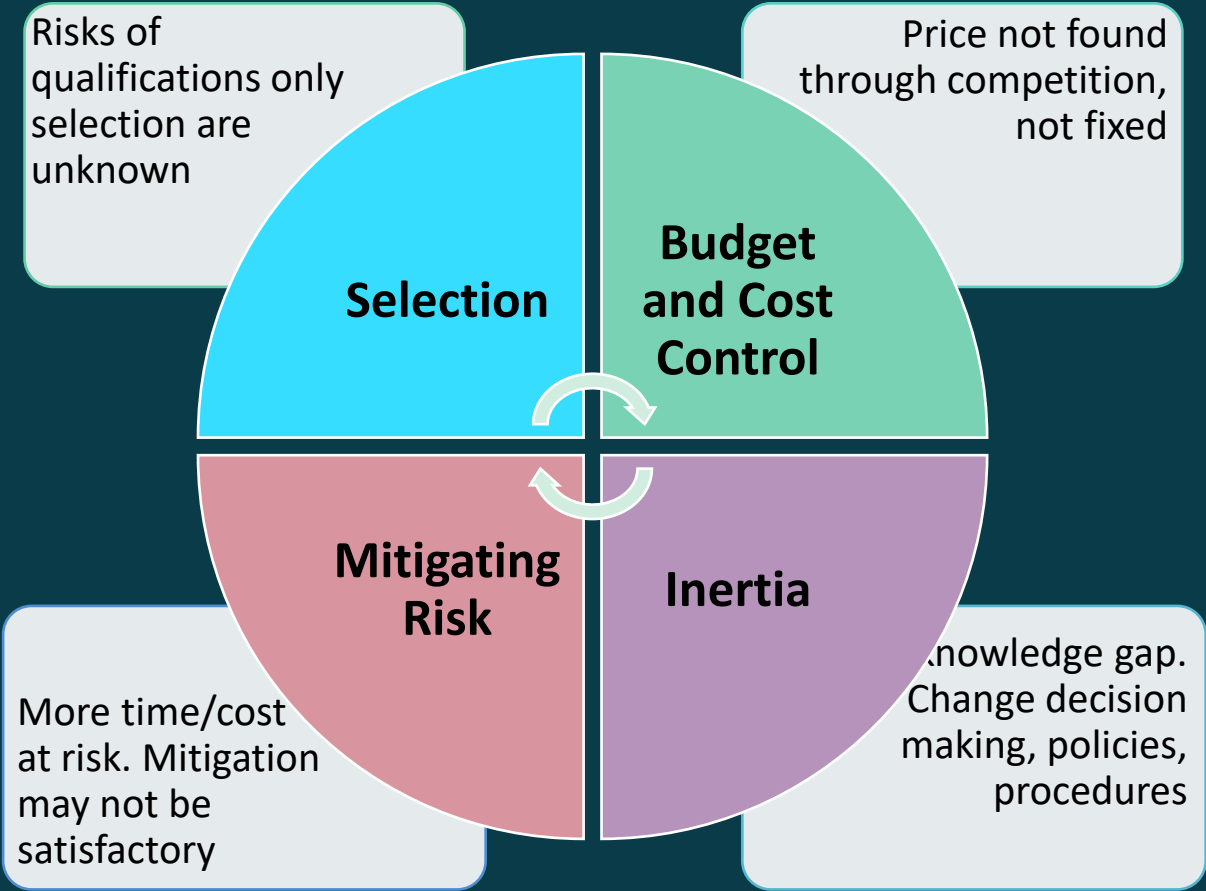 Risks of
qualifications only
selection are
unknown
Price not found
through competition,
not fixed
Selection
Budget
and Cost
Control
Mitigating
Risk
Inertia
More time/cost
at risk. Mitigation
may not be
satisfactory
Knowledge gap.
Change decision
making, policies,
procedures